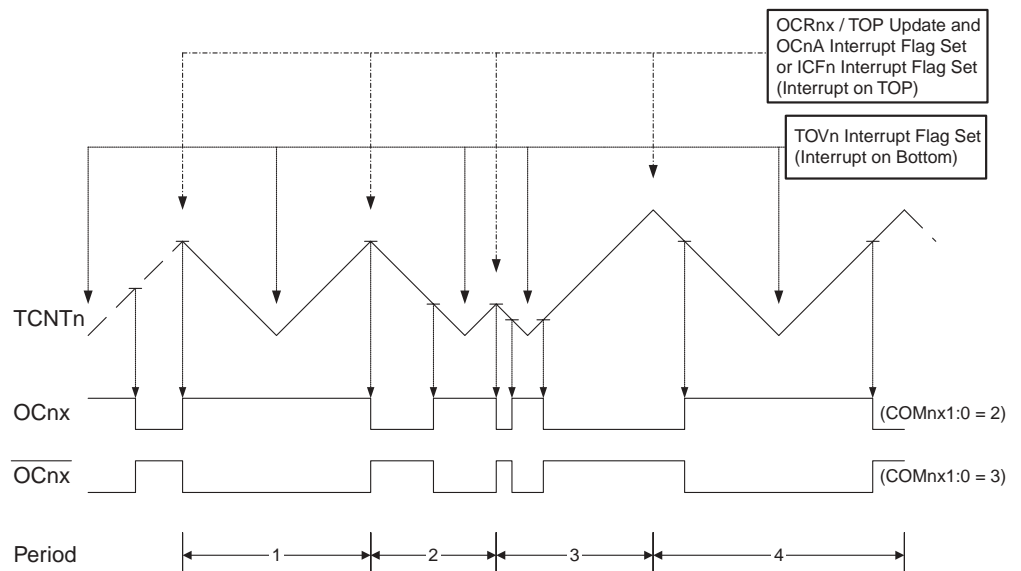 OCRnx / TOP Update and
OCnA Interrupt Flag Set
or ICFn Interrupt Flag Set
(Interrupt on TOP)
TOVn Interrupt Flag Set
(Interrupt on Bottom)
TCNTn
OCnx
(COMnx1:0 = 2)
OCnx
(COMnx1:0 = 3)
Period
1
2
3
4